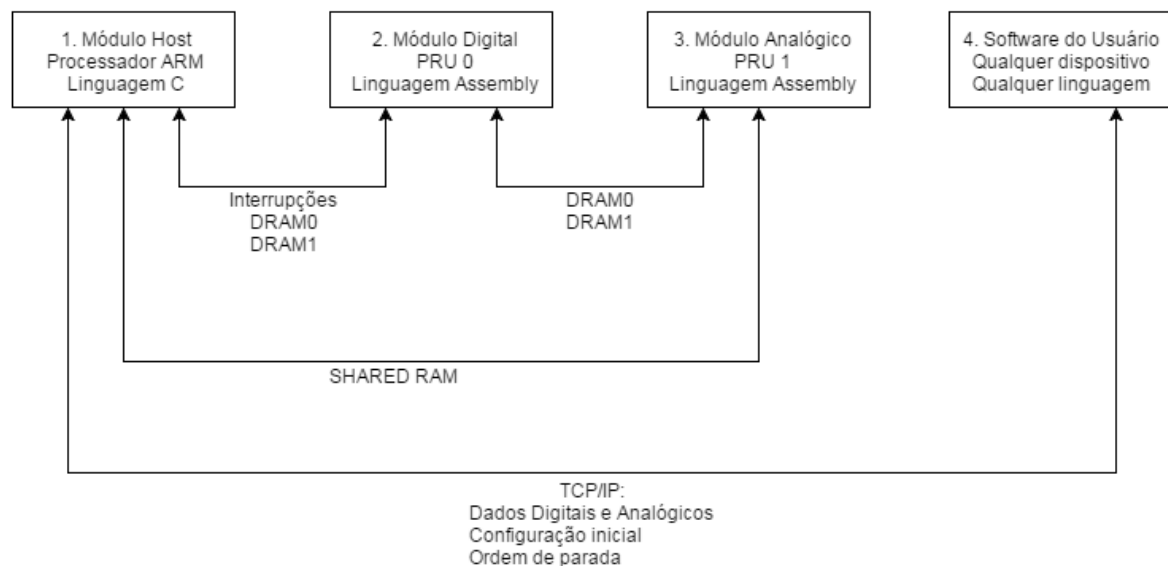 1. Módulo Host
Processador ARM
Linguagem C
2. Módulo Digital
PRU 0
Linguagem Assembly
3. Módulo Analógico
PRU 1
Linguagem Assembly
4. Software do Usuário
Qualquer dispositivo
Qualquer linguagem
Interrupções
DRAM0
DRAM1
DRAM0
DRAM1
SHARED RAM
TCP/IP:
Dados Digitais e Analógicos
Configuração inicial
Ordem de parada